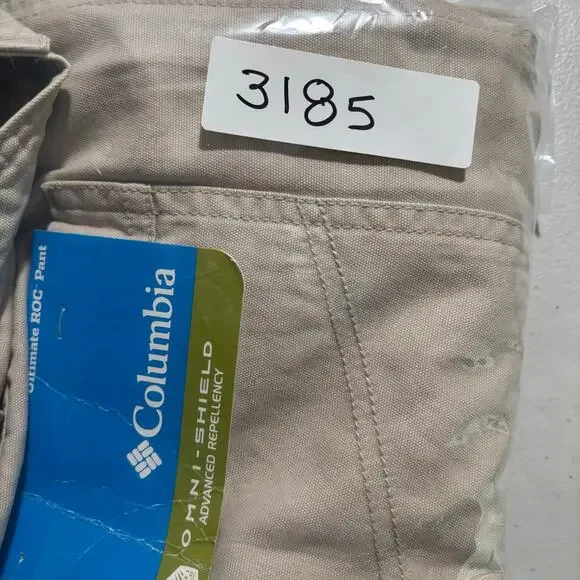 3185
Ultimate ROC Pant
Columbia
OMNI-SHIELD
ADVANCED REPELLENCY